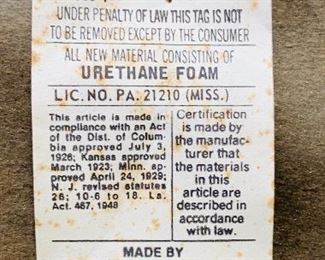 UNDER PENALTY OF LAW THIS TAG IS NOT
TO BE REMOVED EXCEPT BY THE CONSUMER
ALL NEW MATERIAL CONSISTING OF
URETHANE FOAM
LIC. NO. PA. 21210 (MISS.)
This article is made in
compliance with an Act
of the Dist. of Colum-
bia approved July 3,
1926; Kansas approved
March 1923; Minn. ap-
proved April 24, 1929;
N. J. revised statutes
26; 10-6 to 18. La.
Act. 467, 1948
Certification
is made by
the manufac-
turer that
the materials
in this
article are
described in
accordance
with law.
MADE BY